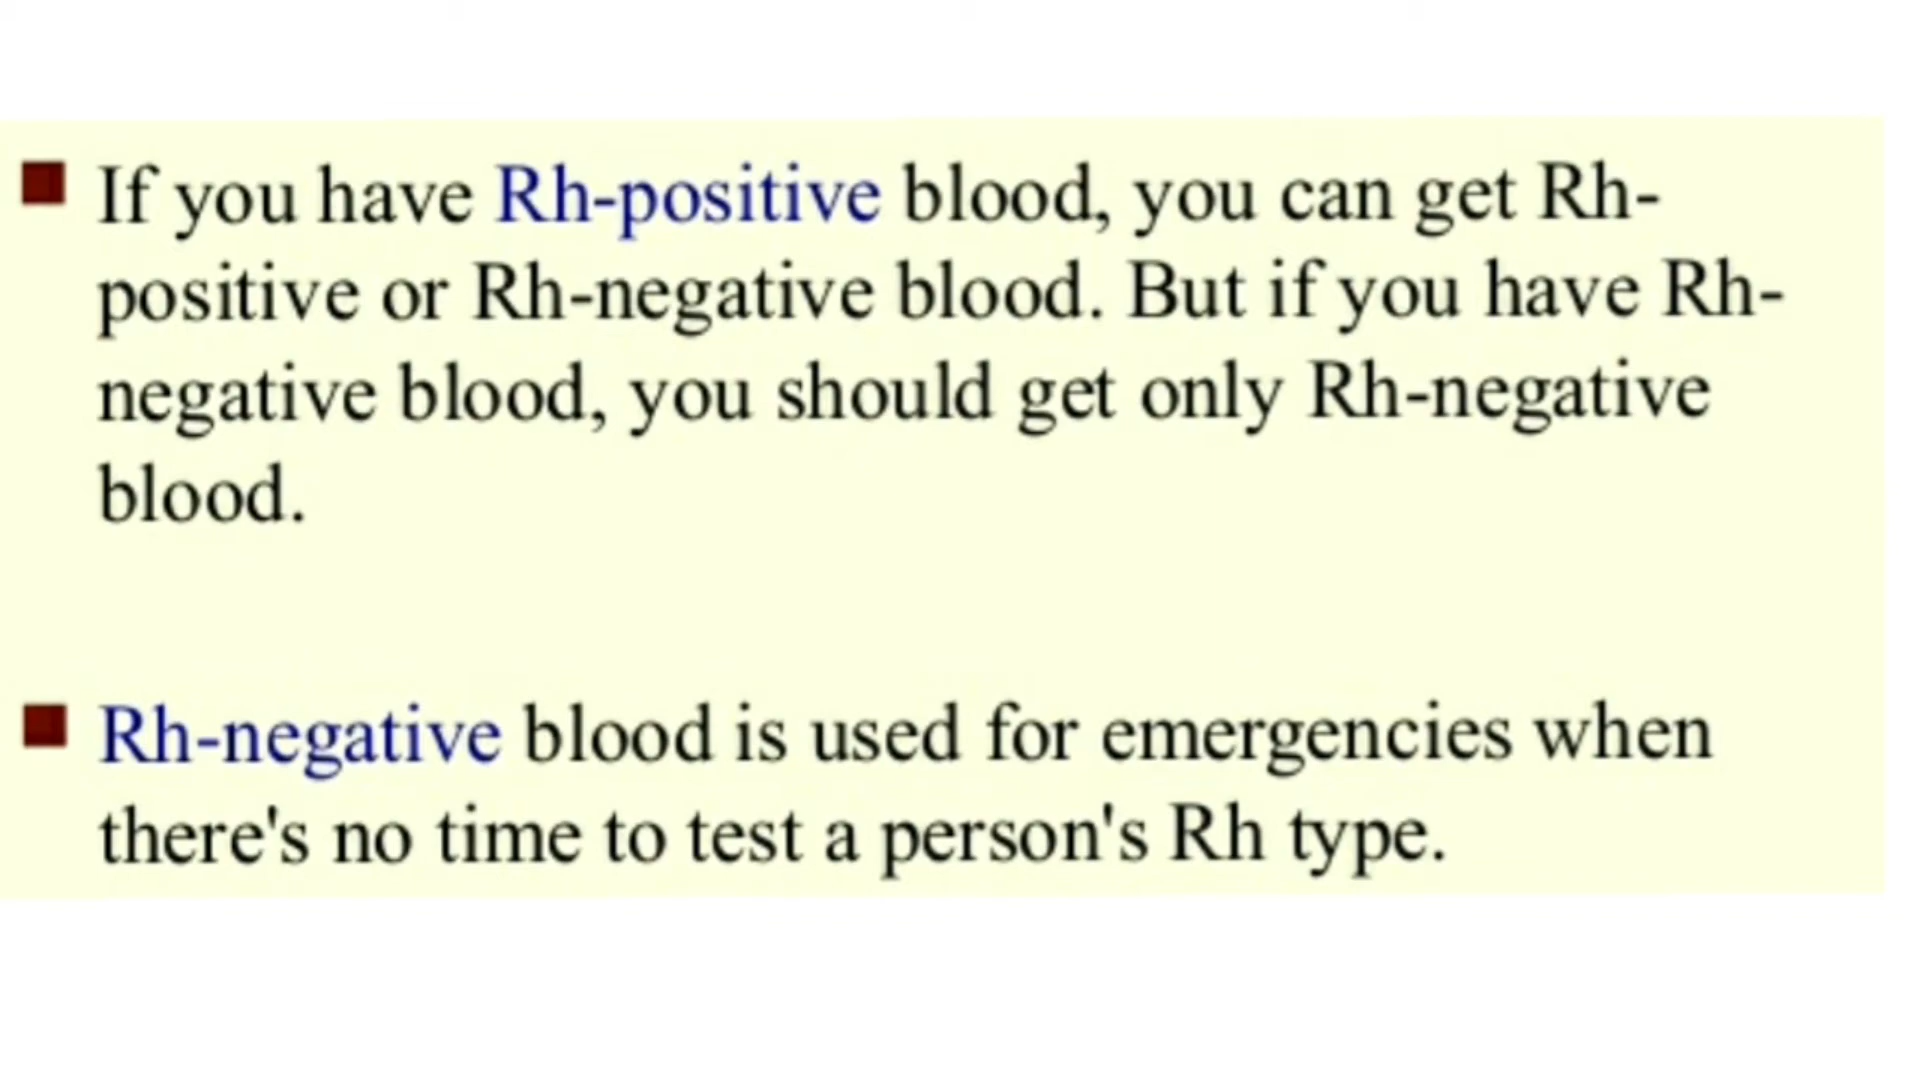 If you have Rh-positive blood, you can get Rh-
positive or Rh-negative blood. But if you have Rh-
negative blood, you should get only Rh-negative
blood.
Rh-negative blood is used for emergencies when
there's no time to test a person's Rh type.